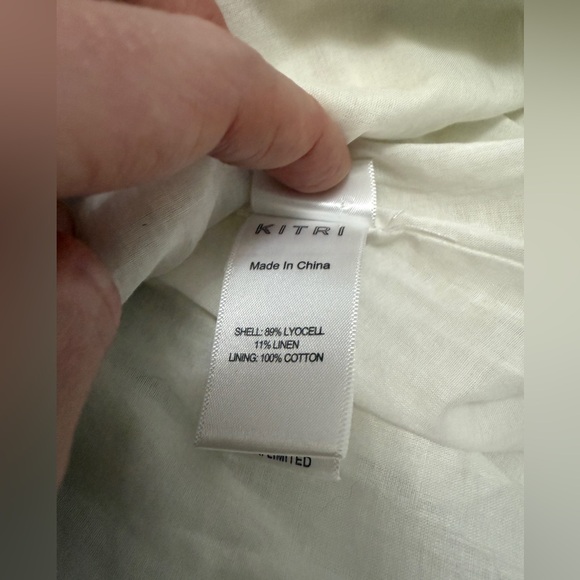 KITRI
Made In China
SHELL: 89% LYOCELL
11% LINEN
LINING: 100% COTTON
LIMITED